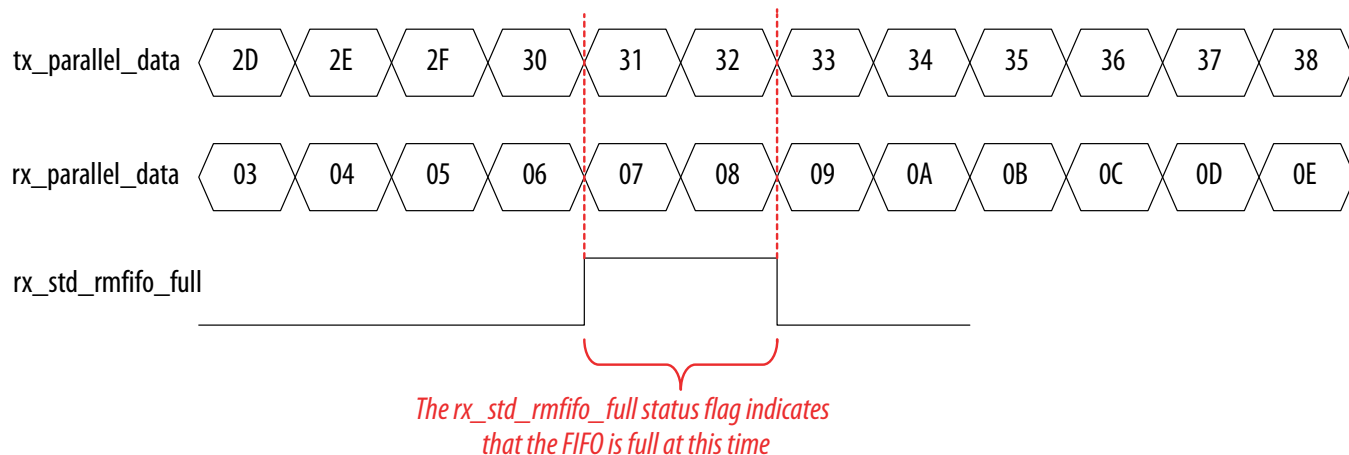 tx_parallel_data 2D 2E 2F 30 31 32 33 34 35 36 37 38
rx_parallel_data 03 04 05 06 07 08 09 0A 0B 0C 0D 0E
rx_std_rmfifo_full
The rx_std_rmfifo_full status flag indicates
that the FIFO is full at this time